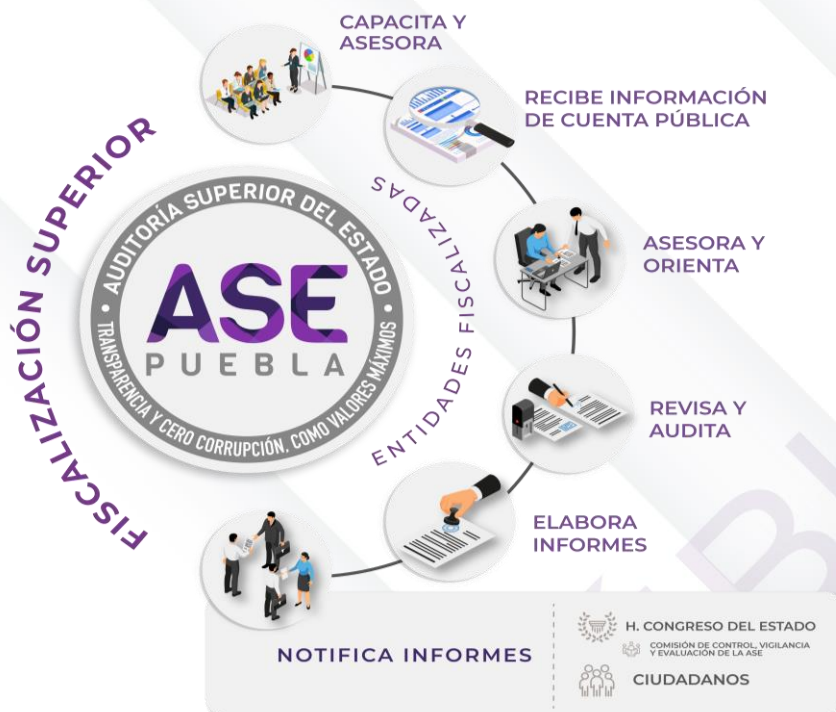 CAPACITA Y
ASESORA
RECIBE INFORMACIÓN
DE CUENTA PÚBLICA
FISCALIZACIÓN SUPERIOR
AUDITORÍA SUPERIOR DEL ESTADO
ASE
PUEBLA
TRANSPARENCIA Y CERO CORRUPCIÓN. COMO VALORES MÁXIMOS
ENTIDADES FISCALIZADAS
ASESORA Y
ORIENTA
REVISA Y
AUDITA
ELABORA
INFORMES
NOTIFICA INFORMES
H. CONGRESO DEL ESTADO
COMISIÓN DE CONTROL, VIGILANCIA
Y EVALUACIÓN DE LA ASE
CIUDADANOS